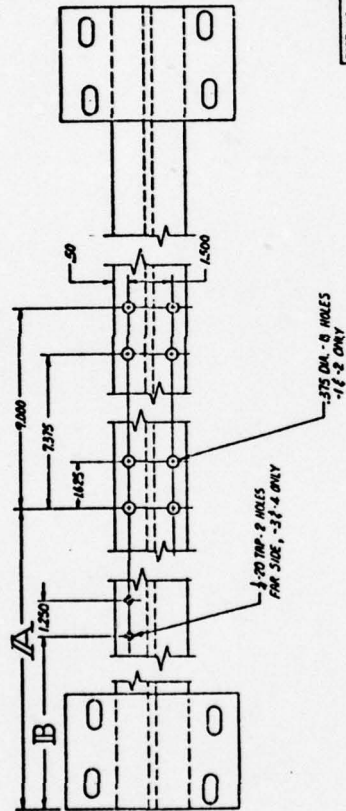 .50
1.500
9.000
7.375
1.625
.375 DIA. - 8 HOLES
-1 & -2 ONLY
A
1.250
B
¼-20 TAP - 2 HOLES
FAR SIDE, -3 & -4 ONLY